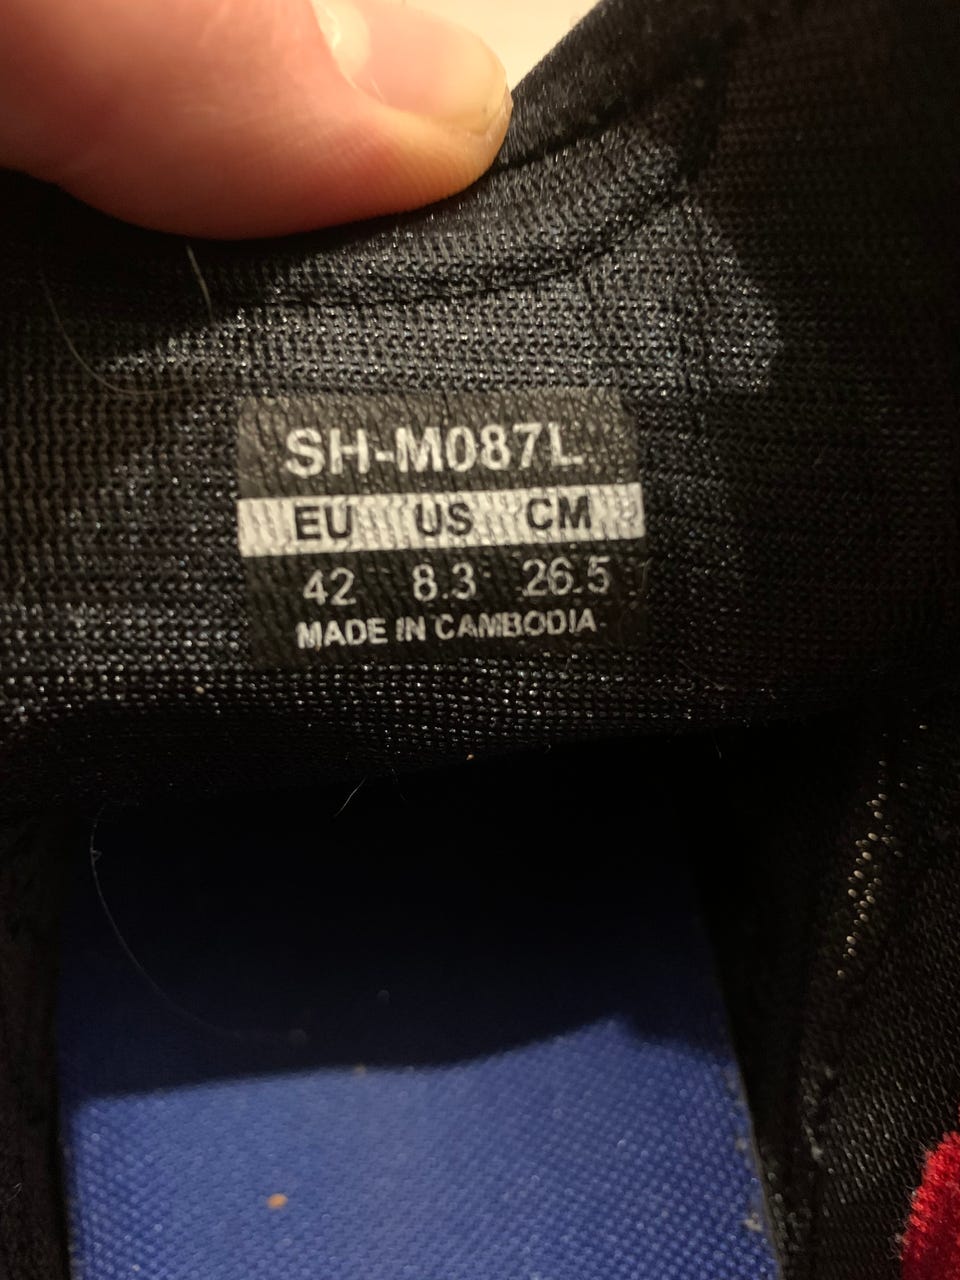 SH-M087L
EU US CM
42 8.3 26.5
MADE IN CAMBODIA